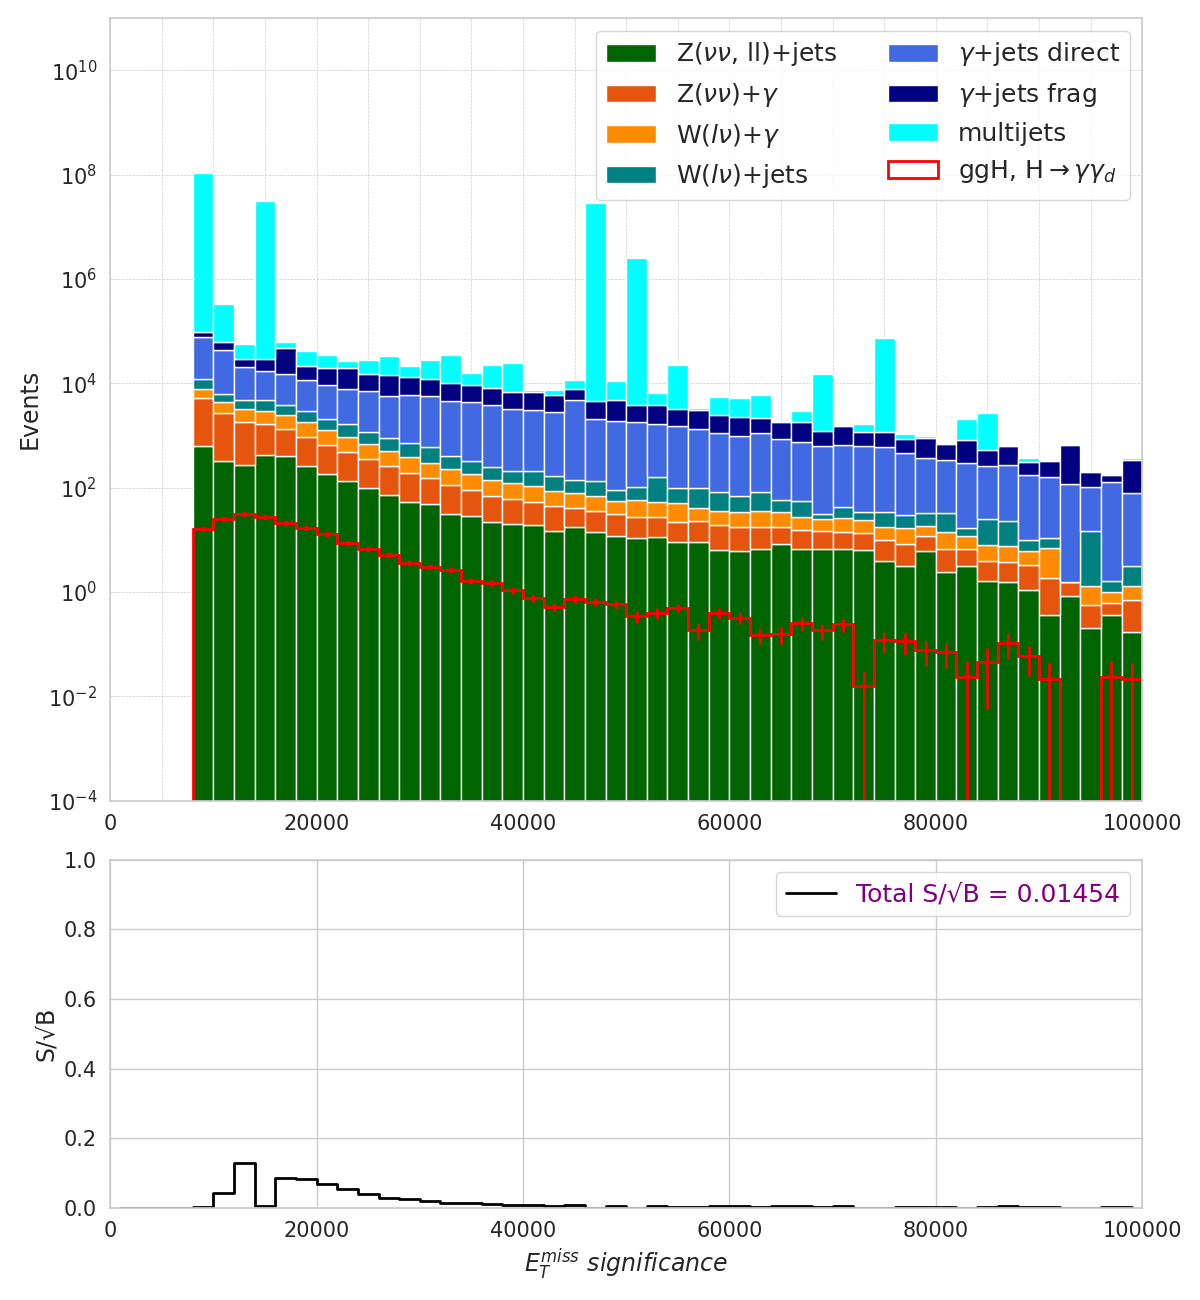 Z(νν, ll)+jets
Z(νν)+γ
W(lν)+γ
W(lν)+jets
γ+jets direct
γ+jets frag
multijets
ggH, H→γγ_d
Events
10^10
10^8
10^6
10^4
10^2
10^0
10^−2
10^−4
0 20000 40000 60000 80000 100000
Total S/√B = 0.01454
S/√B
1.0
0.8
0.6
0.4
0.2
0.0
0 20000 40000 60000 80000 100000
E_T^miss significance